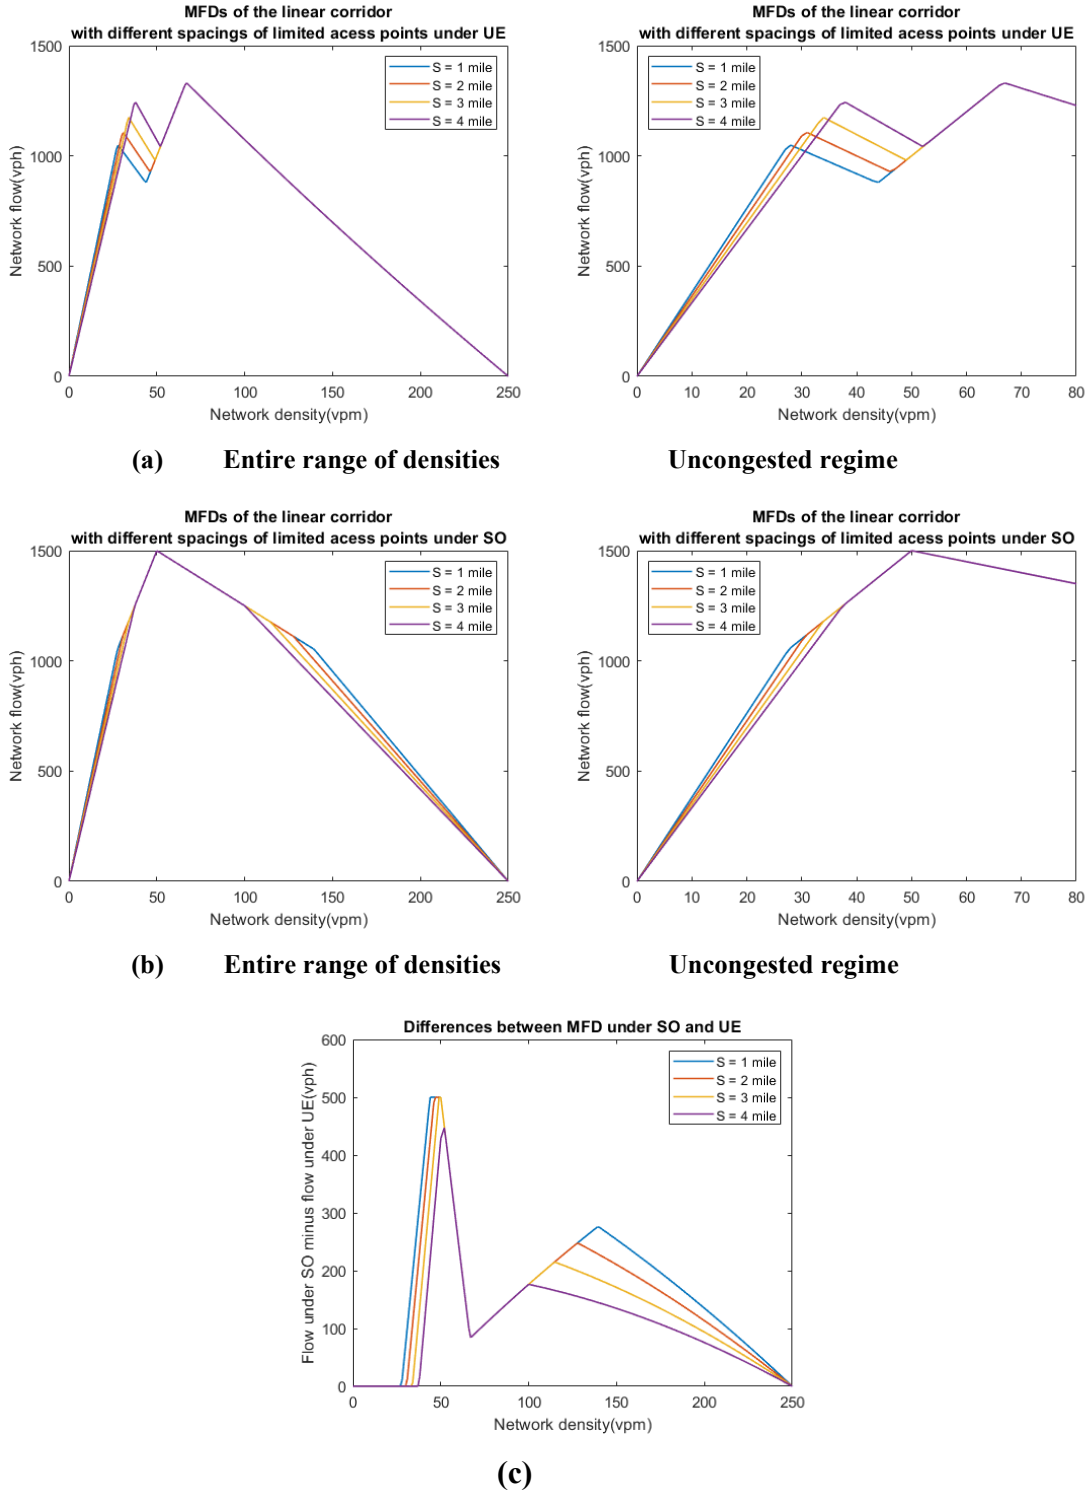 MFDs of the linear corridor
with different spacings of limited acess points under UE
1500
1000
500
0
0 50 100 150 200 250
Network flow(vph)
Network density(vpm)
S = 1 mile
S = 2 mile
S = 3 mile
S = 4 mile
MFDs of the linear corridor
with different spacings of limited acess points under UE
1500
1000
500
0
0 10 20 30 40 50 60 70 80
Network flow(vph)
Network density(vpm)
S = 1 mile
S = 2 mile
S = 3 mile
S = 4 mile
(a) Entire range of densities Uncongested regime
MFDs of the linear corridor
with different spacings of limited acess points under SO
1500
1000
500
0
0 50 100 150 200 250
Network flow(vph)
Network density(vpm)
S = 1 mile
S = 2 mile
S = 3 mile
S = 4 mile
MFDs of the linear corridor
with different spacings of limited acess points under SO
1500
1000
500
0
0 10 20 30 40 50 60 70 80
Network flow(vph)
Network density(vpm)
S = 1 mile
S = 2 mile
S = 3 mile
S = 4 mile
(b) Entire range of densities Uncongested regime
Differences between MFD under SO and UE
600
500
400
300
200
100
0
0 50 100 150 200 250
Flow under SO minus flow under UE(vph)
Network density(vpm)
S = 1 mile
S = 2 mile
S = 3 mile
S = 4 mile
(c)